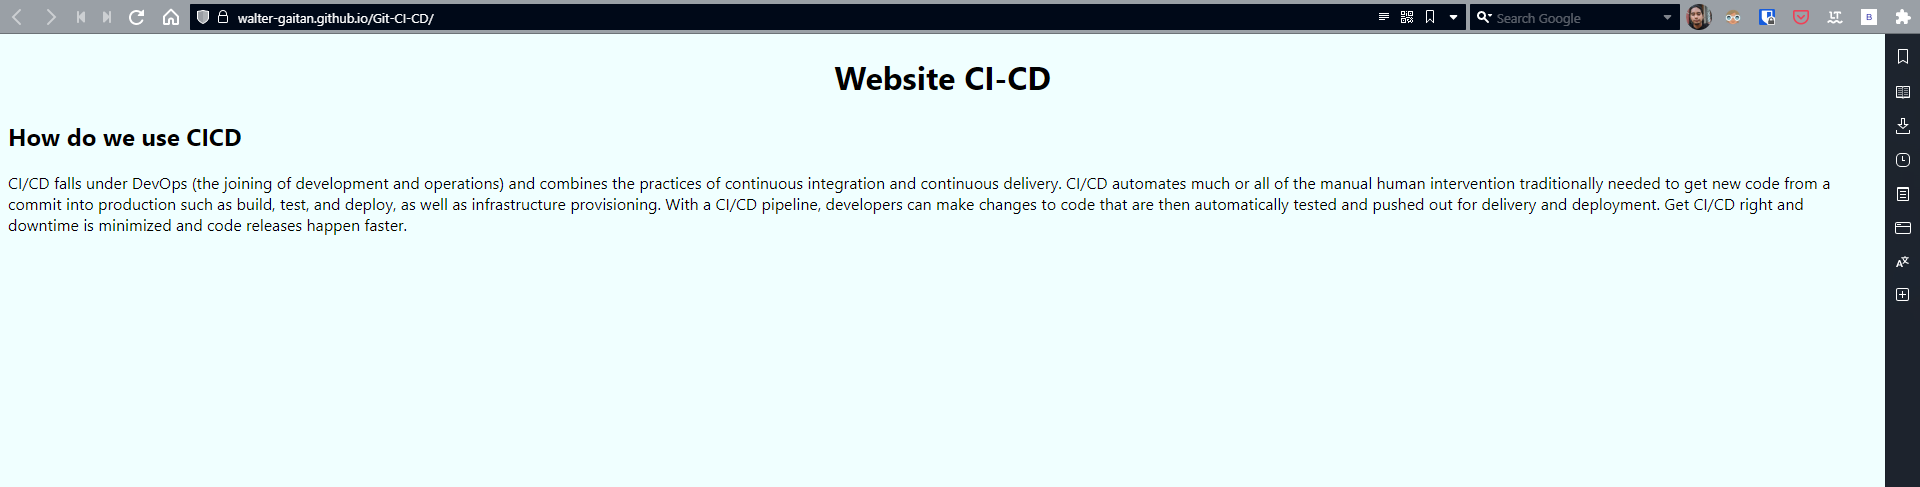 walter-gaitan.github.io/Git-CI-CD/
Search Google
Website CI-CD
How do we use CICD
CI/CD falls under DevOps (the joining of development and operations) and combines the practices of continuous integration and continuous delivery. CI/CD automates much or all of the manual human intervention traditionally needed to get new code from a
commit into production such as build, test, and deploy, as well as infrastructure provisioning. With a CI/CD pipeline, developers can make changes to code that are then automatically tested and pushed out for delivery and deployment. Get CI/CD right and
downtime is minimized and code releases happen faster.